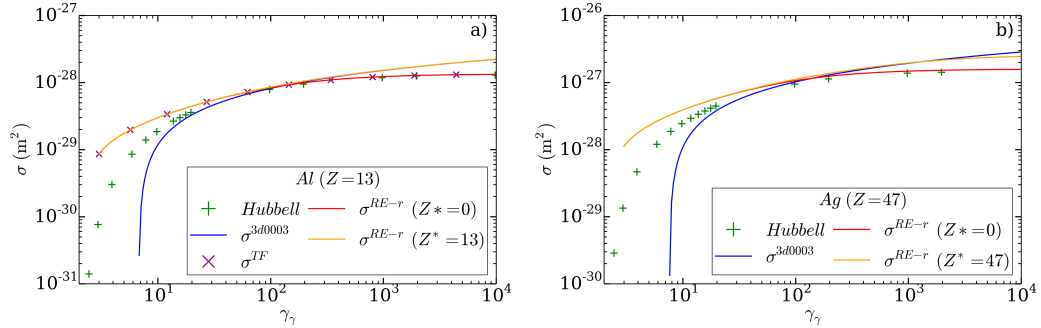 a)
10^-27
10^-28
10^-29
10^-30
10^-31
σ (m^2)
10^1
10^2
10^3
10^4
γ_γ
Al (Z=13)
Hubbell
σ^3d0003
σ^TF
σ^RE−r (Z∗=0)
σ^RE−r (Z^*=13)
b)
10^-26
10^-27
10^-28
10^-29
10^-30
10^-31
σ (m^2)
10^1
10^2
10^3
10^4
γ_γ
Ag (Z=47)
Hubbell
σ^3d0003
σ^RE−r (Z∗=0)
σ^RE−r (Z^*=47)